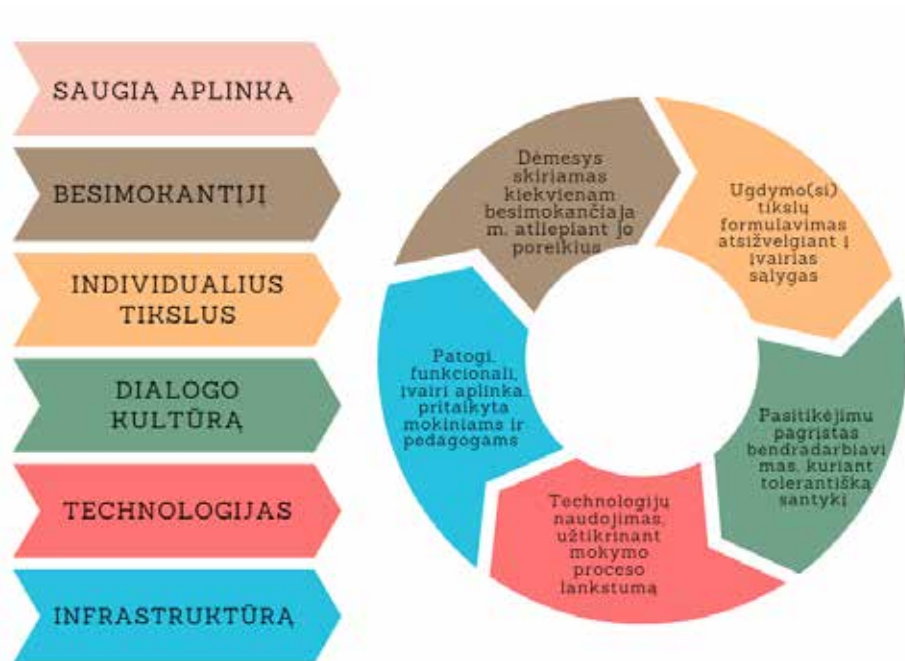 SAUGIĄ APLINKĄ
BESIMOKANTĮJĮ
INDIVIDUALIUS
TIKSLUS
DIALOGO
KULTŪRĄ
TECHNOLOGIJAS
INFRASTRUKTŪRĄ
Dėmesys
skiriamas
kiekvienam
besimokančiaja
m, atliepiant jo
poreikius
Ugdymo(si)
tikslų
formulavimas
atsižvelgiant į
įvairias
sąlygas
Pasitikėjimu
pagrįstas
bendradarbiavi
mas, kuriant
tolerantišką
santykį
Technologijų
naudojimas,
užtikrinant
mokymo
proceso
lankstumą
Patogi,
funkcionali,
įvairi aplinka,
pritaikyta
mokiniams ir
pedagogams